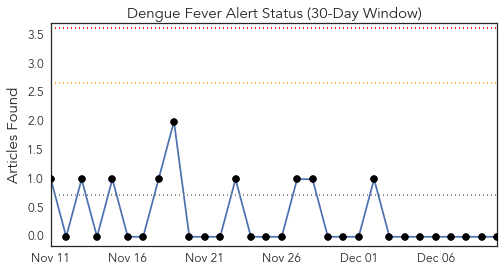 Dengue Fever Alert Status (30-Day Window)
Articles Found
3.5
3.0
2.5
2.0
1.5
1.0
0.5
0.0
Nov 11 Nov 16 Nov 21 Nov 26 Dec 01 Dec 06